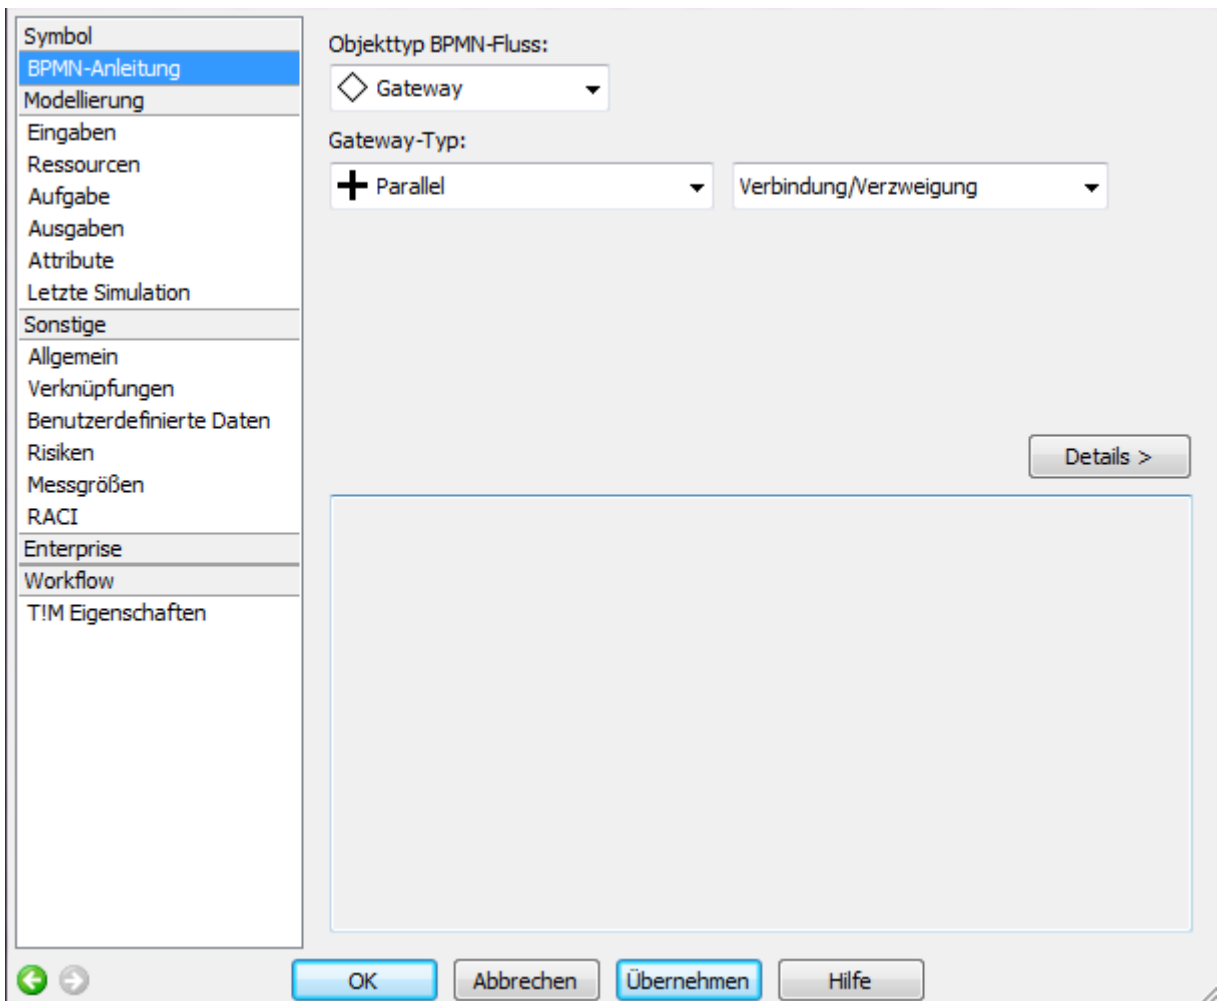 Symbol
BPMN-Anleitung
Modellierung
Eingaben
Ressourcen
Aufgabe
Ausgaben
Attribute
Letzte Simulation
Sonstige
Allgemein
Verknüpfungen
Benutzerdefinierte Daten
Risiken
Messgrößen
RACI
Enterprise
Workflow
T!M Eigenschaften
Objekttyp BPMN-Fluss:
Gateway
Gateway-Typ:
Parallel Verbindung/Verzweigung
Details >
OK Abbrechen Übernehmen Hilfe